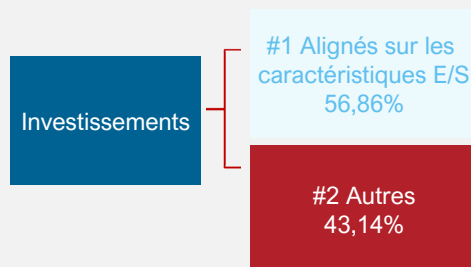 Investissements
#1 Alignés sur les
caractéristiques E/S
56,86%
#2 Autres
43,14%